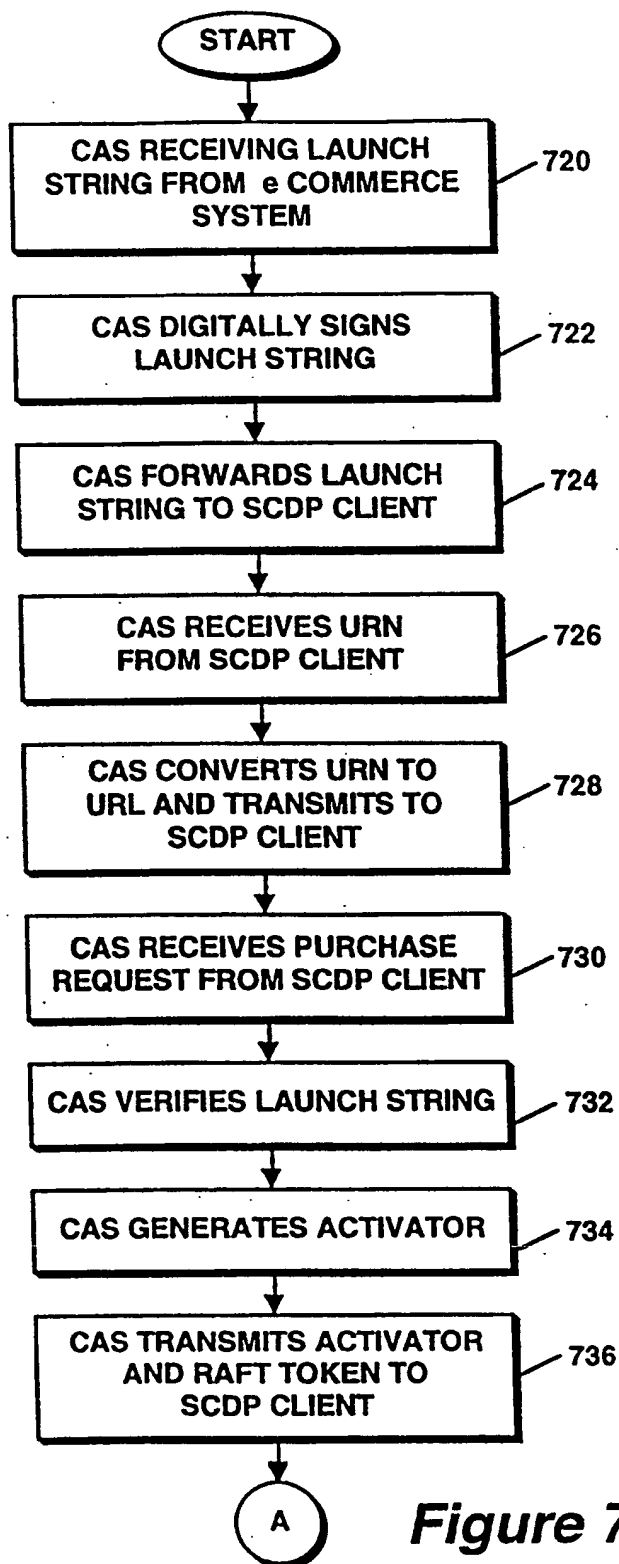 START
CAS RECEIVING LAUNCH
STRING FROM e COMMERCE
SYSTEM
720
CAS DIGITALLY SIGNS
LAUNCH STRING
722
CAS FORWARDS LAUNCH
STRING TO SCDP CLIENT
724
CAS RECEIVES URN
FROM SCDP CLIENT
726
CAS CONVERTS URN TO
URL AND TRANSMITS TO
SCDP CLIENT
728
CAS RECEIVES PURCHASE
REQUEST FROM SCDP CLIENT
730
CAS VERIFIES LAUNCH STRING
732
CAS GENERATES ACTIVATOR
734
CAS TRANSMITS ACTIVATOR
AND RAFT TOKEN TO
SCDP CLIENT
736
A
Figure 7